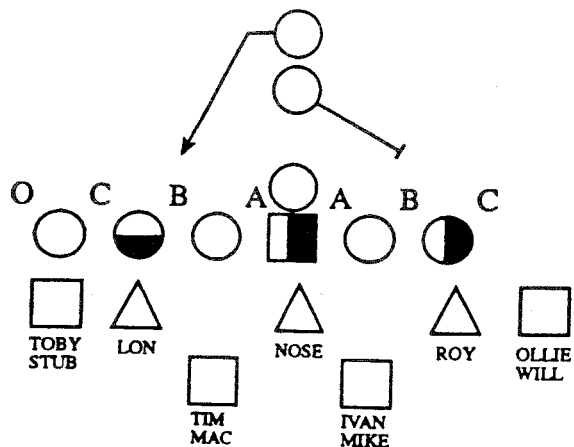 O C B A A B C
TOBY
STUB
LON
NOSE
ROY
OLLIE
WILL
TIM
MAC
IVAN
MIKE